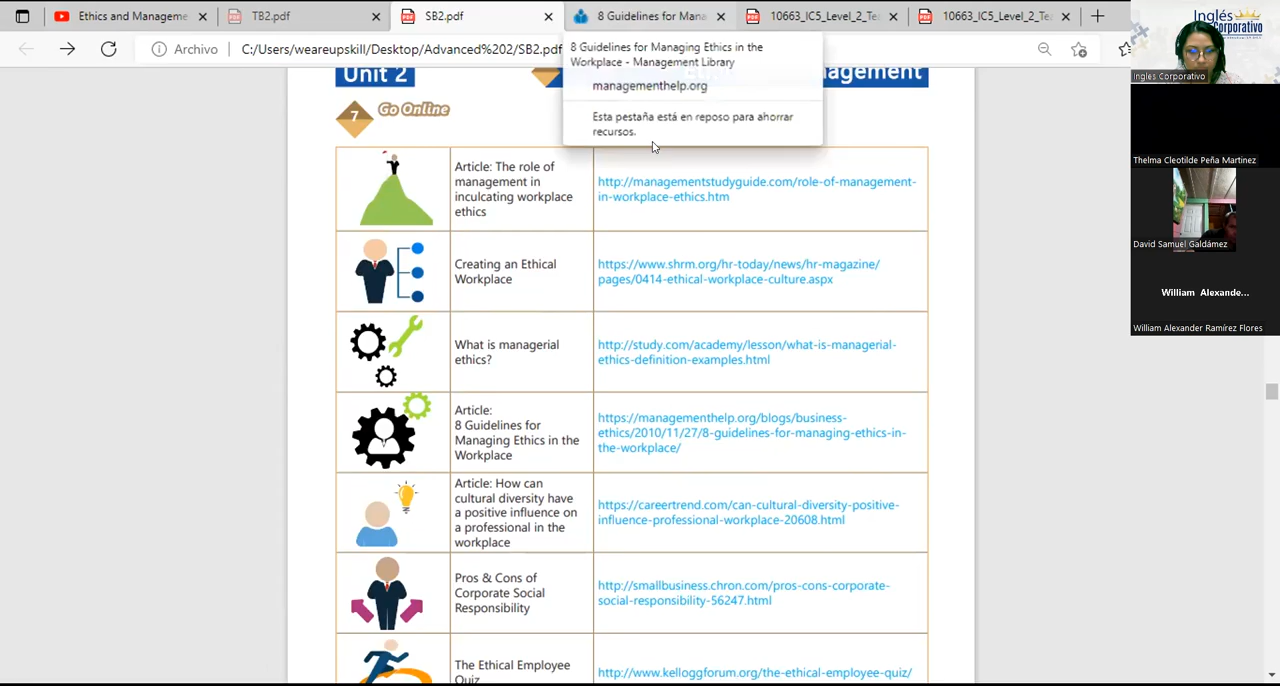 Ethics and Manageme
TB2.pdf
SB2.pdf
8 Guidelines for Mana
10663_IC5_Level_2_Te
10663_IC5_Level_2_Te
Archivo
C:/Users/weareupskill/Desktop/Advanced%202/SB2.pdf
8 Guidelines for Managing Ethics in the
Workplace - Management Library
managementhelp.org
Esta pestaña está en reposo para ahorrar
recursos.
Unit 2
agement
7
Go Online
Article: The role of
management in
inculcating workplace
ethics
http://managementstudyguide.com/role-of-management-
in-workplace-ethics.htm
Creating an Ethical
Workplace
https://www.shrm.org/hr-today/news/hr-magazine/
pages/0414-ethical-workplace-culture.aspx
What is managerial
ethics?
http://study.com/academy/lesson/what-is-managerial-
ethics-definition-examples.html
Article:
8 Guidelines for
Managing Ethics in the
Workplace
https://managementhelp.org/blogs/business-
ethics/2010/11/27/8-guidelines-for-managing-ethics-in-
the-workplace/
Article: How can
cultural diversity have
a positive influence on
a professional in the
workplace
https://careertrend.com/can-cultural-diversity-positive-
influence-professional-workplace-20608.html
Pros & Cons of
Corporate Social
Responsibility
http://smallbusiness.chron.com/pros-cons-corporate-
social-responsibility-56247.html
The Ethical Employee
Quiz
http://www.kelloggforum.org/the-ethical-employee-quiz/
Inglés
Corporativo
Ingles Corporativo
Thelma Cleotilde Peña Martinez
David Samuel Galdámez
William Alexande...
William Alexander Ramírez Flores